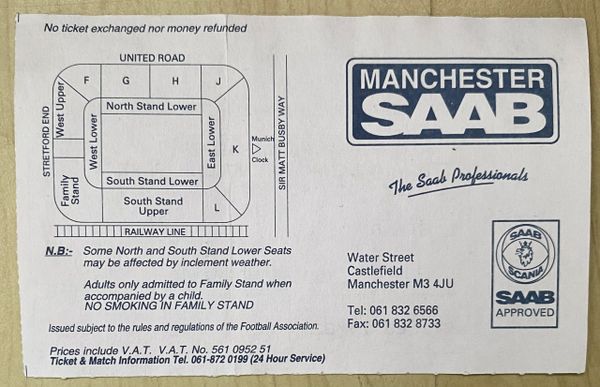 No ticket exchanged nor money refunded
UNITED ROAD
F G H J
STRETFORD END
West Upper
North Stand Lower
West Lower
East Lower
K
Munich
Clock
SIR MATT BUSBY WAY
Family
Stand
South Stand Lower
South Stand
Upper
L
RAILWAY LINE
N.B:- Some North and South Stand Lower Seats
may be affected by inclement weather.
Adults only admitted to Family Stand when
accompanied by a child.
NO SMOKING IN FAMILY STAND
Issued subject to the rules and regulations of the Football Association.
Prices include V.A.T. V.A.T. No. 561 0952 51
Ticket & Match Information Tel. 061-872 0199 (24 Hour Service)
MANCHESTER
SAAB
The Saab Professionals
Water Street
Castlefield
Manchester M3 4JU
Tel: 061 832 6566
Fax: 061 832 8733
SAAB
SCANIA
SAAB
APPROVED